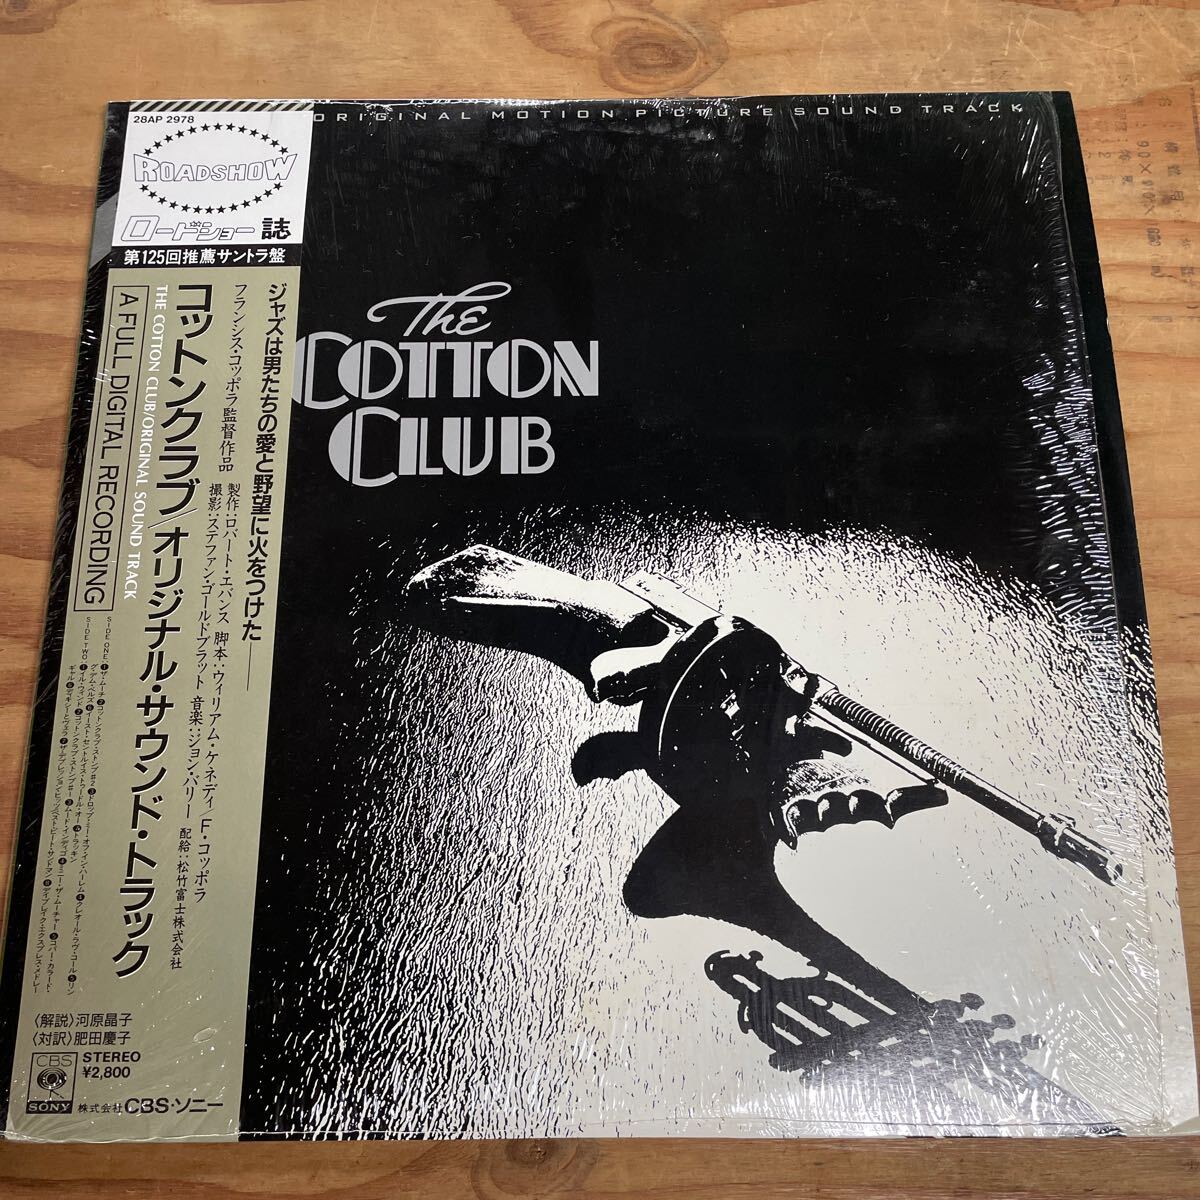 ORIGINAL MOTION PICTURE SOUND TRACK
The
COTTON
CLUB
28AP 2978
ROADSHOW
ロードショー 誌
第125回推薦サントラ盤
ジャズは男たちの愛と野望に火をつけた——
フランシス・コッポラ監督作品
製作:ロバート・エバンス 脚本:ウィリアム・ケネディ/F・コッポラ
撮影:ステファン・ゴールドブラット 音楽:ジョン・バリー
配給:松竹富士株式会社
コットンクラブ/オリジナル・サウンド・トラック
THE COTTON CLUB/ORIGINAL SOUND TRACK
A FULL DIGITAL RECORDING
SIDE ONE
SIDE TWO
〈解説〉河原晶子
〈対訳〉肥田慶子
CBS
SONY
STEREO
¥2,800
株式会社CBS・ソニー